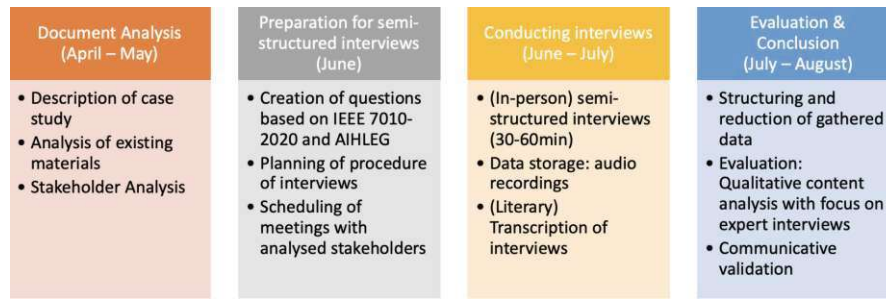 Document Analysis
(April – May)
• Description of case
study
• Analysis of existing
materials
• Stakeholder Analysis
Preparation for semi-
structured interviews
(June)
• Creation of questions
based on IEEE 7010-
2020 and AIHLEG
• Planning of procedure
of interviews
• Scheduling of
meetings with
analysed stakeholders
Conducting interviews
(June – July)
• (In-person) semi-
structured interviews
(30-60min)
• Data storage: audio
recordings
• (Literary)
Transcription of
interviews
Evaluation &
Conclusion
(July – August)
• Structuring and
reduction of gathered
data
• Evaluation:
Qualitative content
analysis with focus on
expert interviews
• Communicative
validation